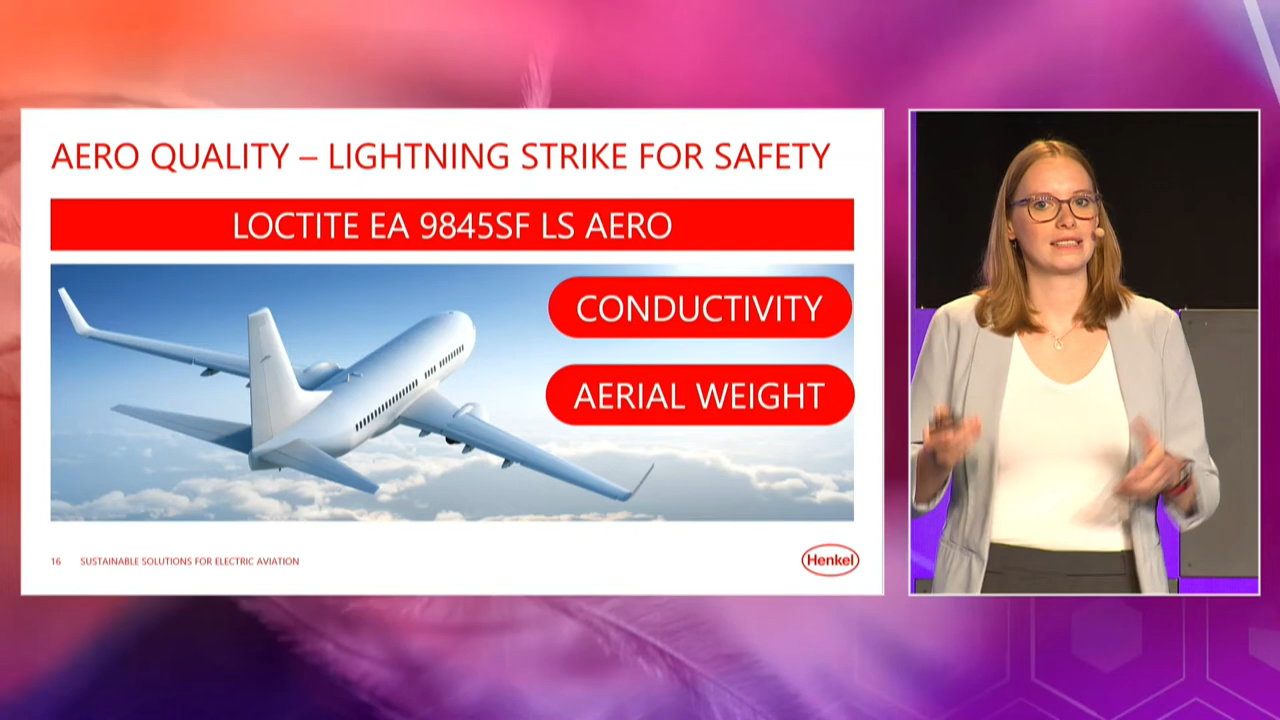 AERO QUALITY – LIGHTNING STRIKE FOR SAFETY
LOCTITE EA 9845SF LS AERO
CONDUCTIVITY
AERIAL WEIGHT
16 SUSTAINABLE SOLUTIONS FOR ELECTRIC AVIATION
Henkel